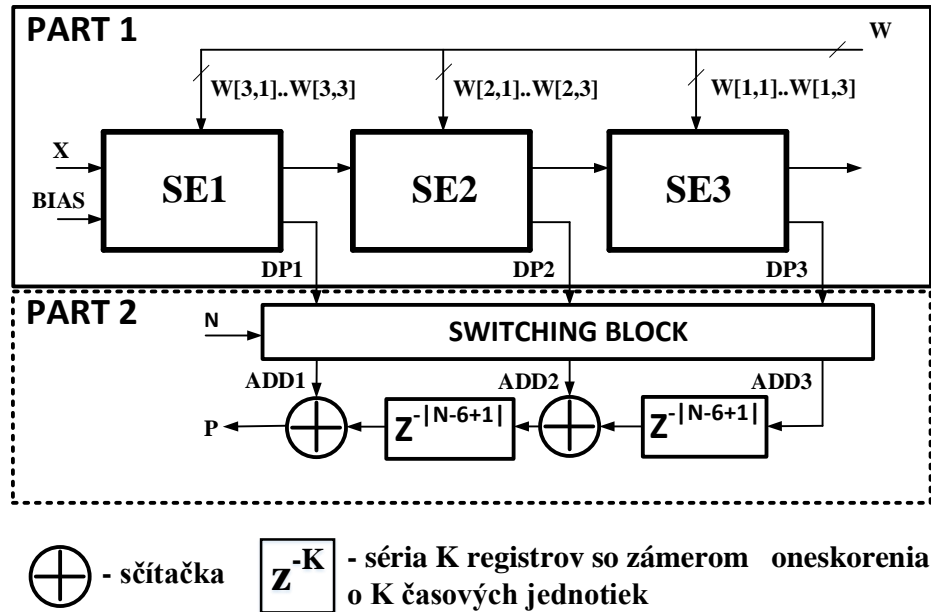 PART 1
W
W[3,1]..W[3,3]
W[2,1]..W[2,3]
W[1,1]..W[1,3]
X
BIAS
SE1
SE2
SE3
DP1
DP2
DP3
PART 2
N
SWITCHING BLOCK
ADD1
ADD2
ADD3
P
Z-|N-6+1|
Z-|N-6+1|
- sčítačka
z-K
- séria K registrov so zámerom oneskorenia
o K časových jednotiek